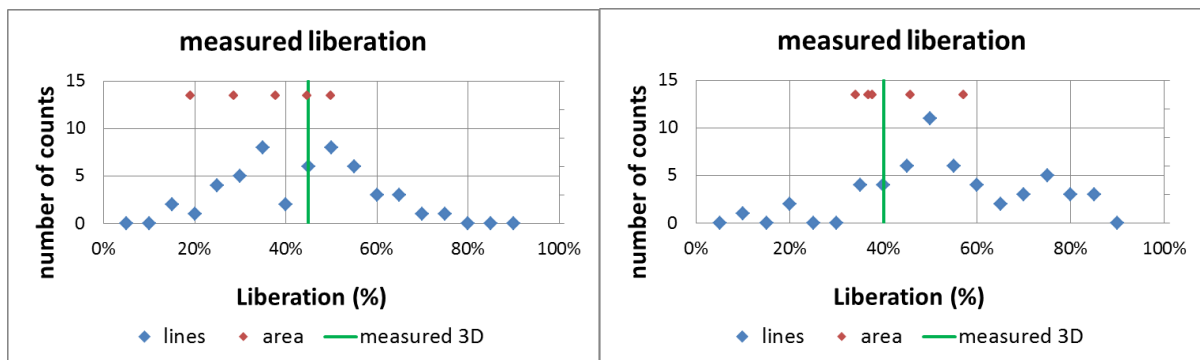 measured liberation
15
10
5
0
number of counts
0% 20% 40% 60% 80% 100%
Liberation (%)
lines area measured 3D
measured liberation
15
10
5
0
number of counts
0% 20% 40% 60% 80% 100%
Liberation (%)
lines area measured 3D